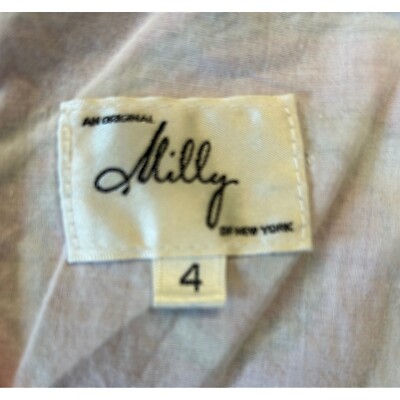 AN ORIGINAL
Milly
OF NEW YORK
4